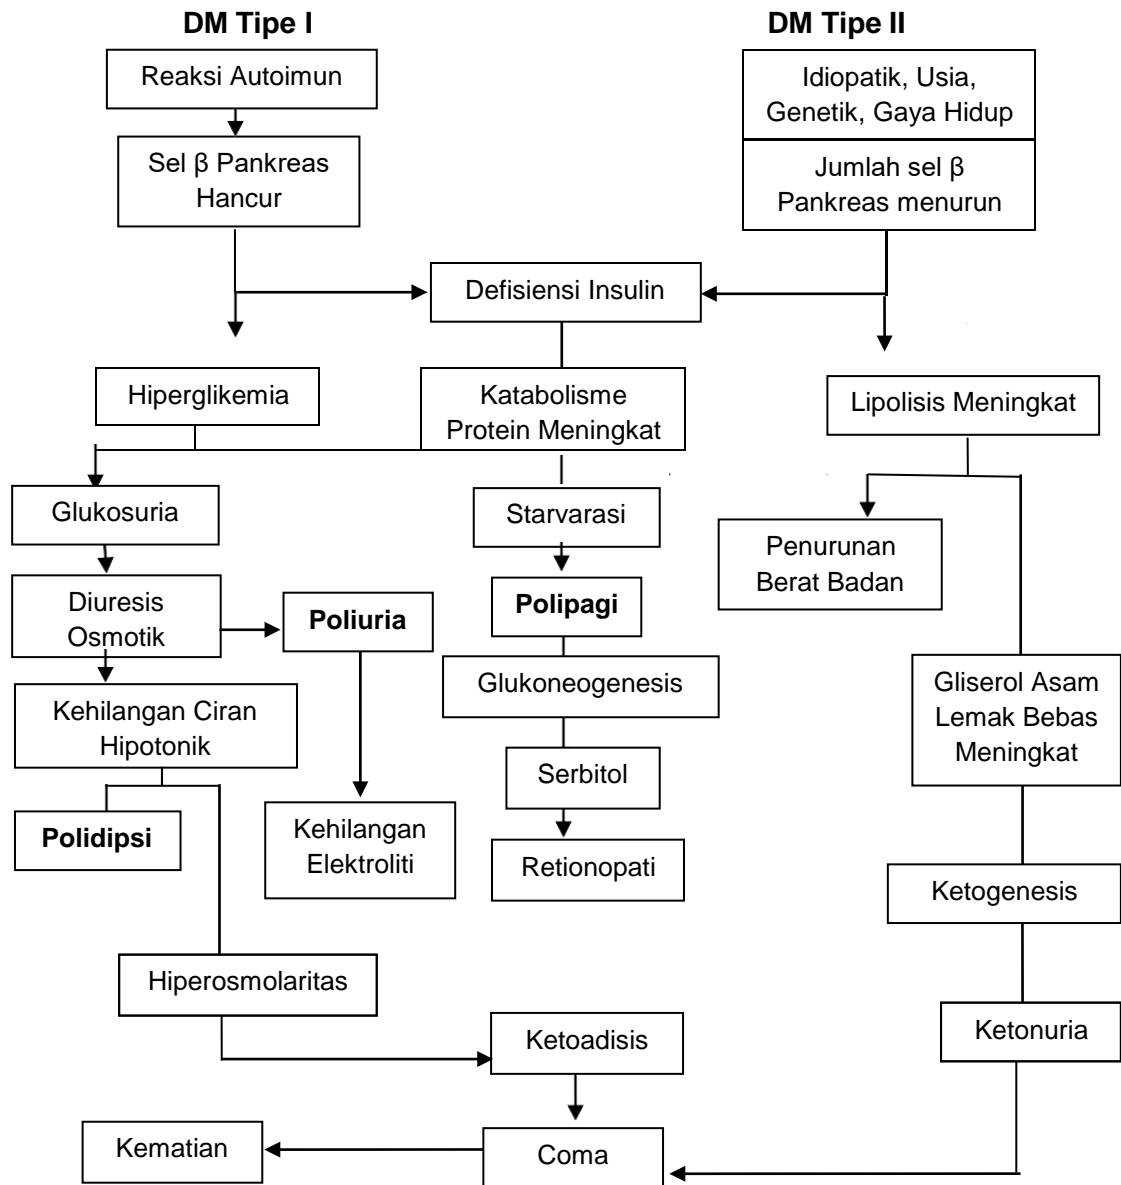 DM Tipe I
DM Tipe II
Reaksi Autoimun
Idiopatik, Usia,
Genetik, Gaya Hidup
Sel β Pankreas
Hancur
Jumlah sel β
Pankreas menurun
Defisiensi Insulin
Hiperglikemia
Katabolisme
Protein Meningkat
Lipolisis Meningkat
Glukosuria
Starvarasi
Penurunan
Berat Badan
Diuresis
Osmotik
Poliuria
Polipagi
Glukoneogenesis
Gliserol Asam
Lemak Bebas
Meningkat
Kehilangan Ciran
Hipotonik
Serbitol
Polidipsi
Kehilangan
Elektroliti
Retionopati
Ketogenesis
Hiperosmolaritas
Ketoadisis
Ketonuria
Kematian
Coma